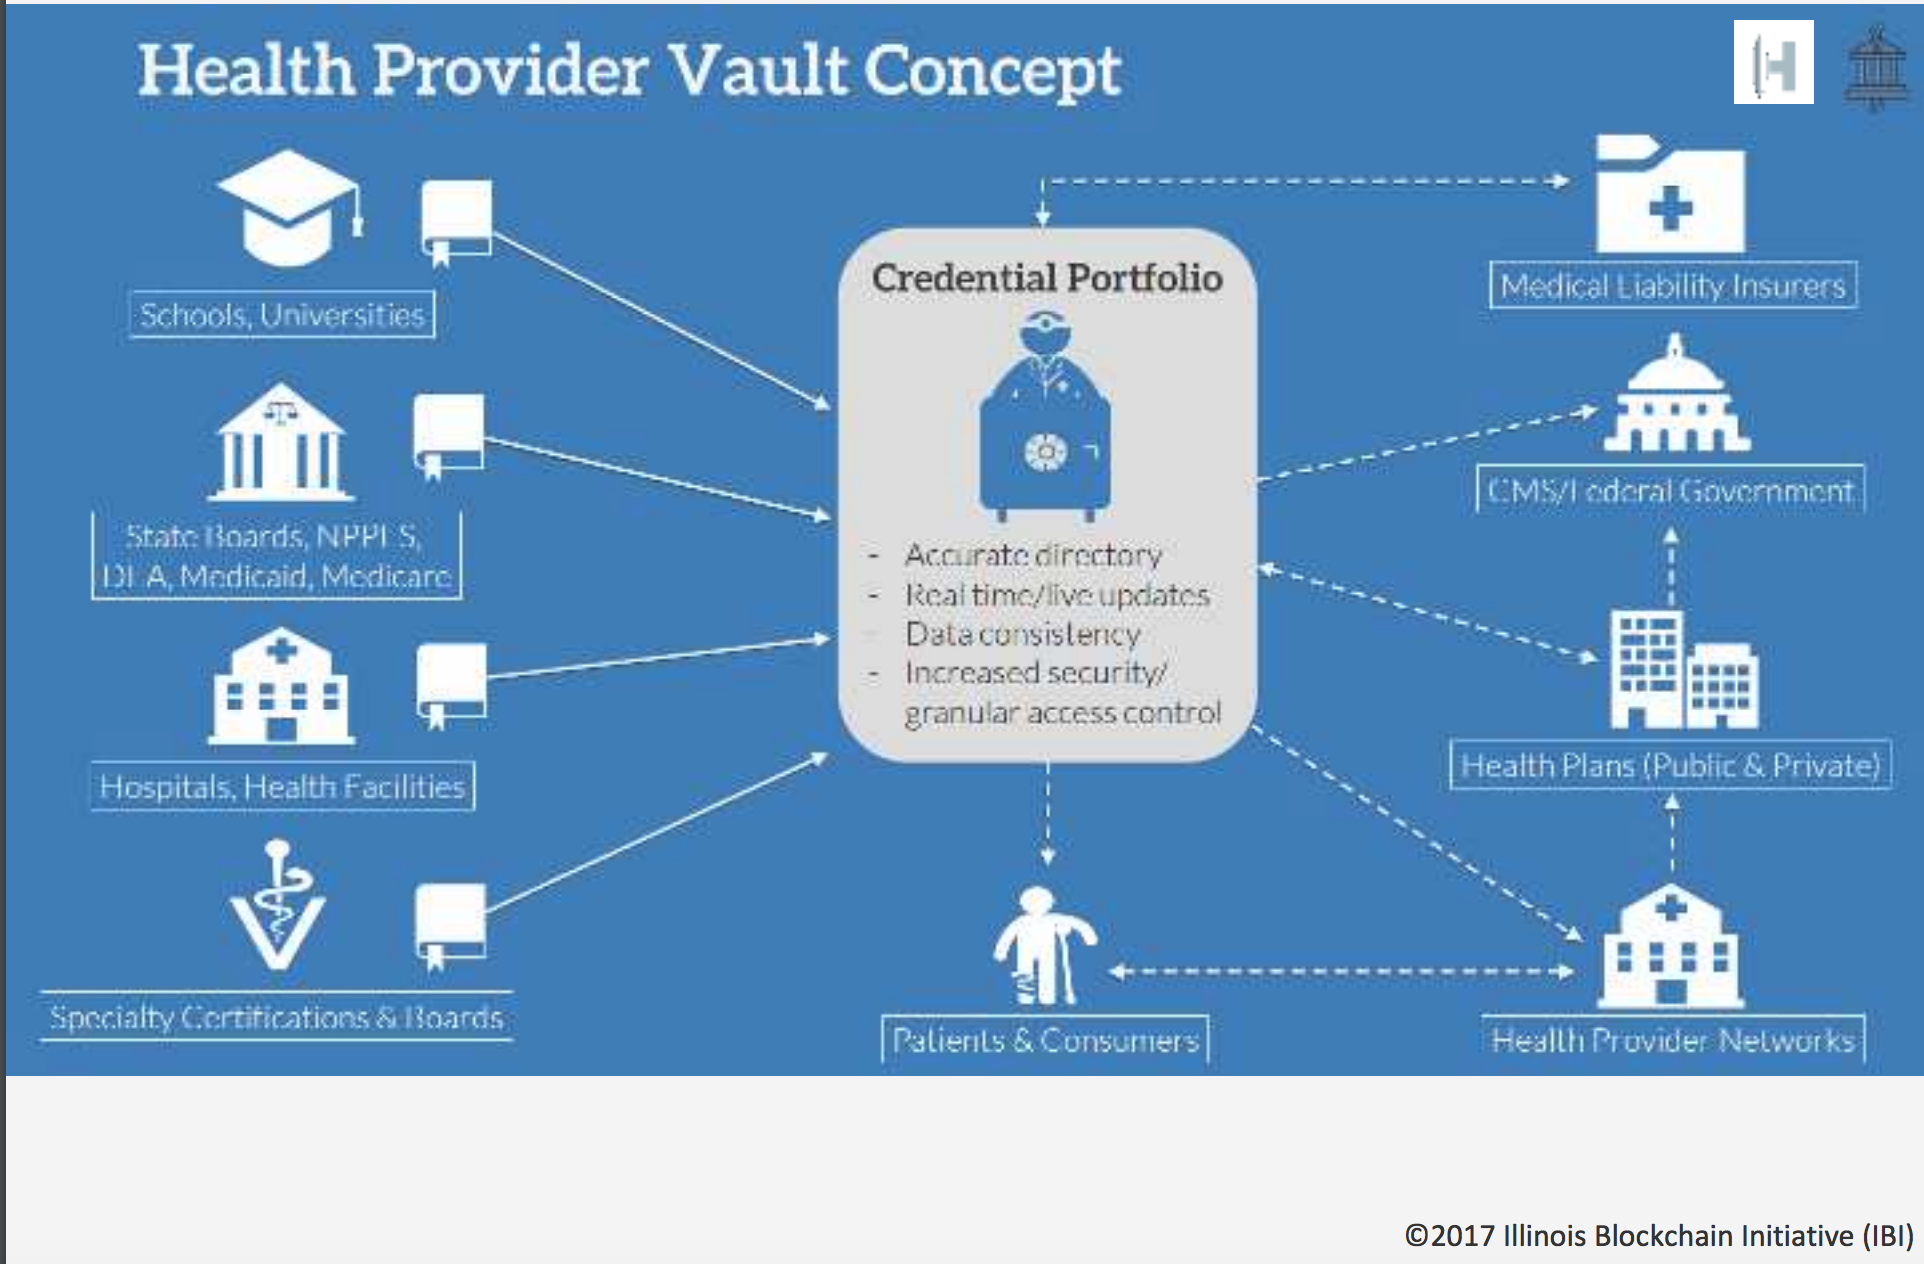 Health Provider Vault Concept
H
Schools, Universities
State Boards, NPPES,
DEA, Medicaid, Medicare
Hospitals, Health Facilities
Specialty Certifications & Boards
Credential Portfolio
- Accurate directory
- Real time/live updates
- Data consistency
- Increased security/
granular access control
Patients & Consumers
Medical Liability Insurers
CMS/Federal Government
Health Plans (Public & Private)
Health Provider Networks
©2017 Illinois Blockchain Initiative (IBI)